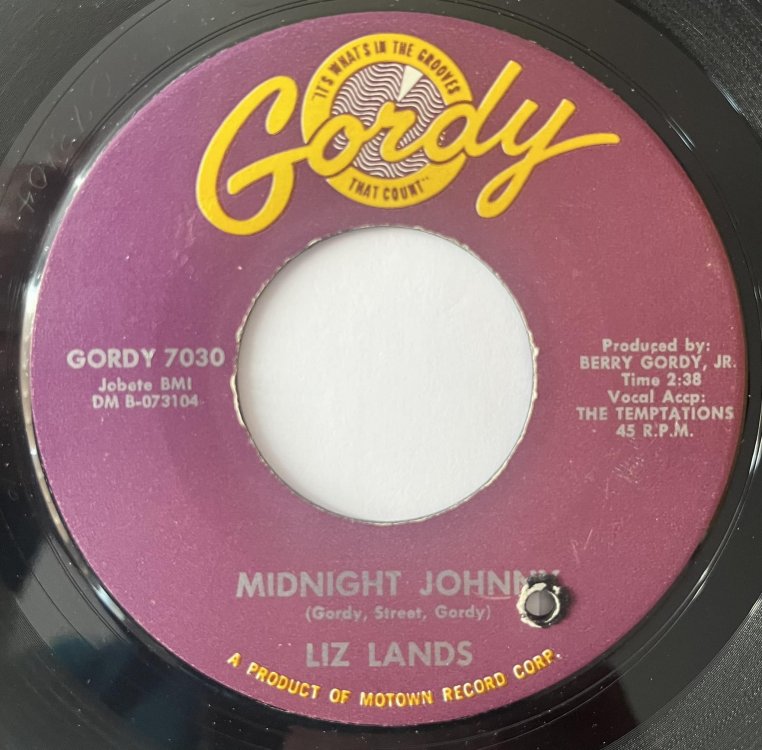 "IT'S WHAT'S IN THE GROOVES
Gordy
THAT COUNT"
GORDY 7030
Jobete BMI
DM B-073104
Produced by:
BERRY GORDY, JR.
Time 2:38
Vocal Accp:
THE TEMPTATIONS
45 R.P.M.
MIDNIGHT JOHNNY
(Gordy, Street, Gordy)
LIZ LANDS
A PRODUCT OF MOTOWN RECORD CORP.